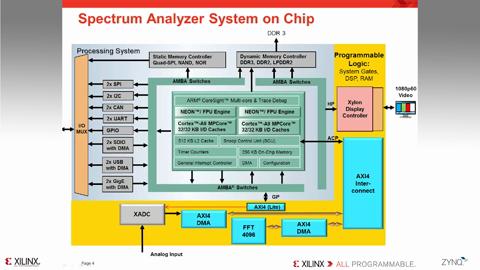 Spectrum Analyzer System on Chip
DDR 3
Processing System
Static Memory Controller
Quad-SPI, NAND, NOR
Dynamic Memory Controller
DDR3, DDR2, LPDDR2
Programmable
Logic:
System Gates,
DSP, RAM
AMBA Switches
AMBA Switches
I/O
MUX
2x SPI
2x I2C
2x CAN
2x UART
GPIO
2x SDIO
with DMA
2x USB
with DMA
2x GigE
with DMA
ARM® CoreSight™ Multi-core & Trace Debug
NEON™/ FPU Engine
NEON™/ FPU Engine
Cortex™-A9 MPCore™
32/32 KB I/D Caches
Cortex™-A9 MPCore™
32/32 KB I/D Caches
512 KB L2 Cache
Snoop Control Unit (SCU)
Timer Counters
256 KB On-Chip Memory
General Interrupt Controller
DMA
Configuration
AMBA® Switches
HP
Xylon
Display
Controller
1080p60
Video
ACP
GP
AXI4
Inter-
connect
AXI4 (Lite)
XADC
AXI4
DMA
FFT
4096
AXI4
DMA
Analog Input
XILINX
Page 4
XILINX
ALL PROGRAMMABLE.
ZYNQ